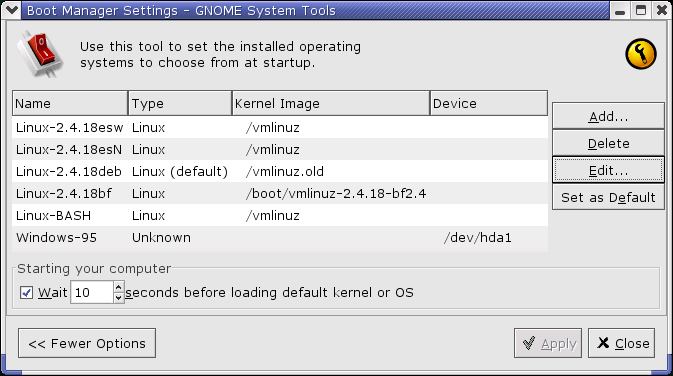 Boot Manager Settings – GNOME System Tools
Use this tool to set the installed operating
systems to choose from at startup.
Name Type Kernel Image Device
Linux-2.4.18esw Linux /vmlinuz
Linux-2.4.18esN Linux /vmlinuz
Linux-2.4.18deb Linux (default) /vmlinuz.old
Linux-2.4.18bf Linux /boot/vmlinuz-2.4.18-bf2.4
Linux-BASH Linux /vmlinuz
Windows-95 Unknown /dev/hda1
Add...
Delete
Edit...
Set as Default
Starting your computer
Wait 10 seconds before loading default kernel or OS
<< Fewer Options
Apply
Close